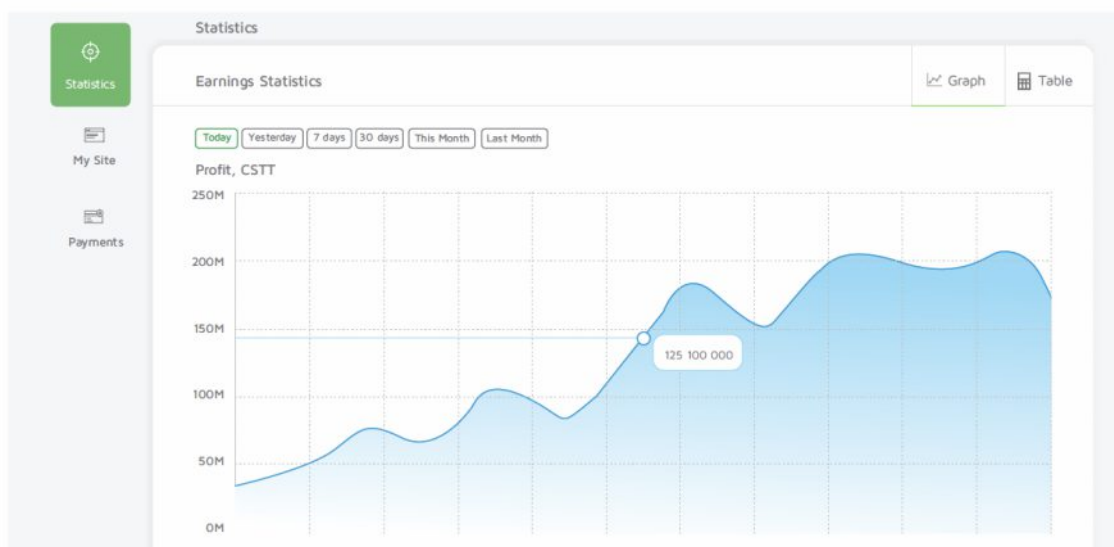 Statistics
Statistics
Earnings Statistics
Graph
Table
My Site
Payments
Today Yesterday 7 days 30 days This Month Last Month
Profit, CSTT
250M
200M
150M
125 100 000
100M
50M
0M